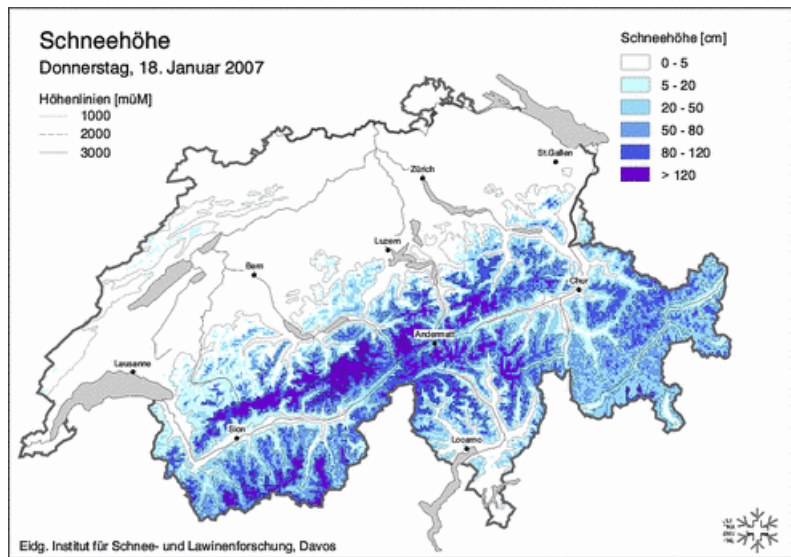 Schneehöhe
Donnerstag, 18. Januar 2007
Höhenlinien [müM]
1000
2000
3000
Schneehöhe [cm]
0 - 5
5 - 20
20 - 50
50 - 80
80 - 120
> 120
St.Gallen
Zürich
Luzern
Bern
Chur
Andermatt
Lausanne
Sion
Locarno
Eidg. Institut für Schnee- und Lawinenforschung, Davos